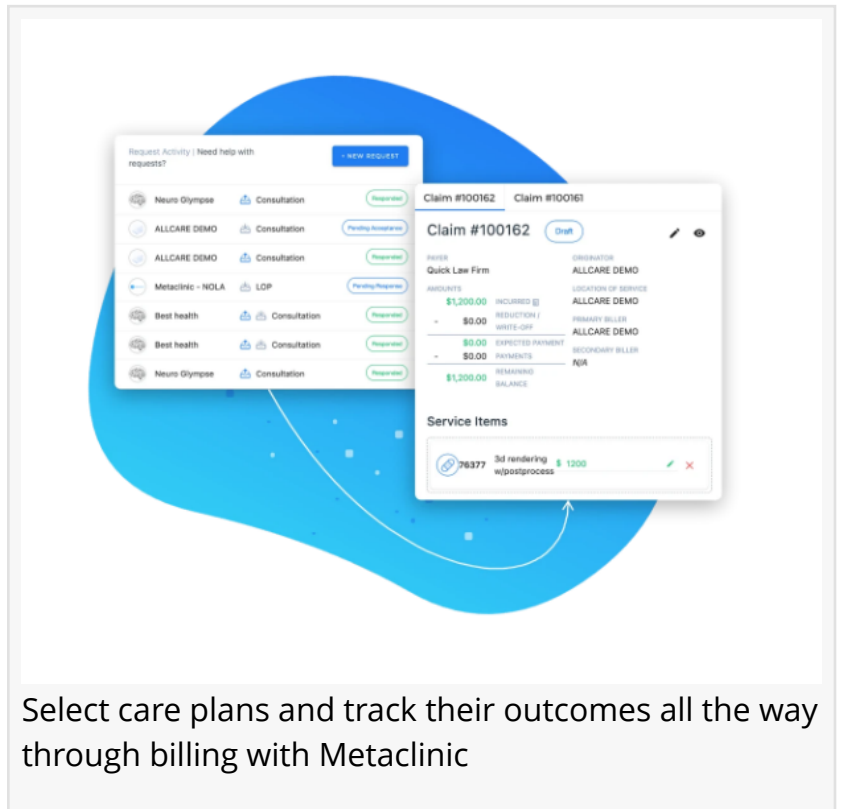 Request Activity | Need help with
requests?
+ NEW REQUEST
Neuro Glympse Consultation Responded
ALLCARE DEMO Consultation Pending Acceptance
ALLCARE DEMO Consultation Responded
Metaclinic - NOLA LOP Pending Response
Best health Consultation Responded
Best health Consultation Responded
Neuro Glympse Consultation Responded
Claim #100162 Claim #100161
Claim #100162 Draft
PAYER
Quick Law Firm
AMOUNTS
$1,200.00 INCURRED
- $0.00 REDUCTION /
WRITE-OFF
$0.00 EXPECTED PAYMENT
- $0.00 PAYMENTS
$1,200.00 REMAINING
BALANCE
ORIGINATOR
ALLCARE DEMO
LOCATION OF SERVICE
ALLCARE DEMO
PRIMARY BILLER
ALLCARE DEMO
SECONDARY BILLER
N/A
Service Items
76377 3d rendering
w/postprocess $ 1200
Select care plans and track their outcomes all the way
through billing with Metaclinic